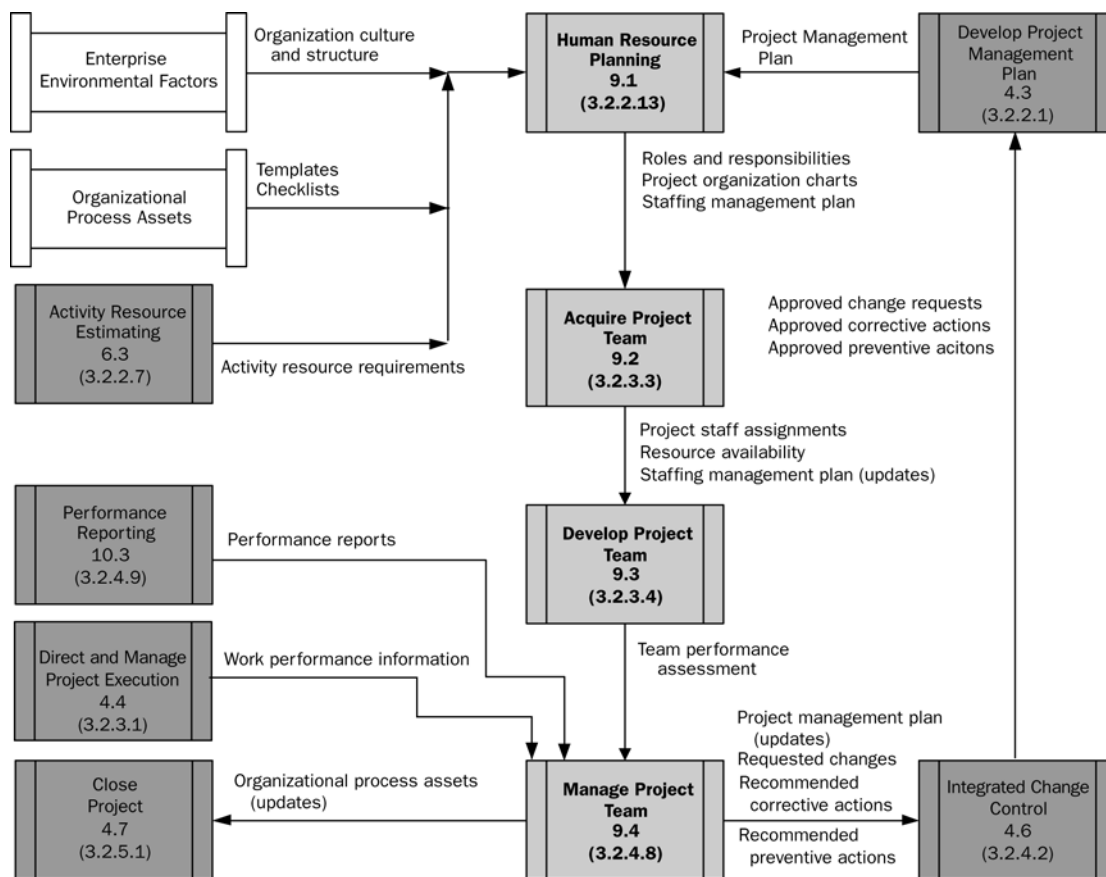 Enterprise
Environmental Factors
Organization culture
and structure
Human Resource
Planning
9.1
(3.2.2.13)
Project Management
Plan
Develop Project
Management
Plan
4.3
(3.2.2.1)
Organizational
Process Assets
Templates
Checklists
Roles and responsibilities
Project organization charts
Staffing management plan
Activity Resource
Estimating
6.3
(3.2.2.7)
Activity resource requirements
Acquire Project
Team
9.2
(3.2.3.3)
Approved change requests
Approved corrective actions
Approved preventive acitons
Project staff assignments
Resource availability
Staffing management plan (updates)
Performance
Reporting
10.3
(3.2.4.9)
Performance reports
Develop Project
Team
9.3
(3.2.3.4)
Direct and Manage
Project Execution
4.4
(3.2.3.1)
Work performance information
Team performance
assessment
Close
Project
4.7
(3.2.5.1)
Organizational process assets
(updates)
Manage Project
Team
9.4
(3.2.4.8)
Project management plan
(updates)
Requested changes
Recommended
corrective actions
Recommended
preventive actions
Integrated Change
Control
4.6
(3.2.4.2)